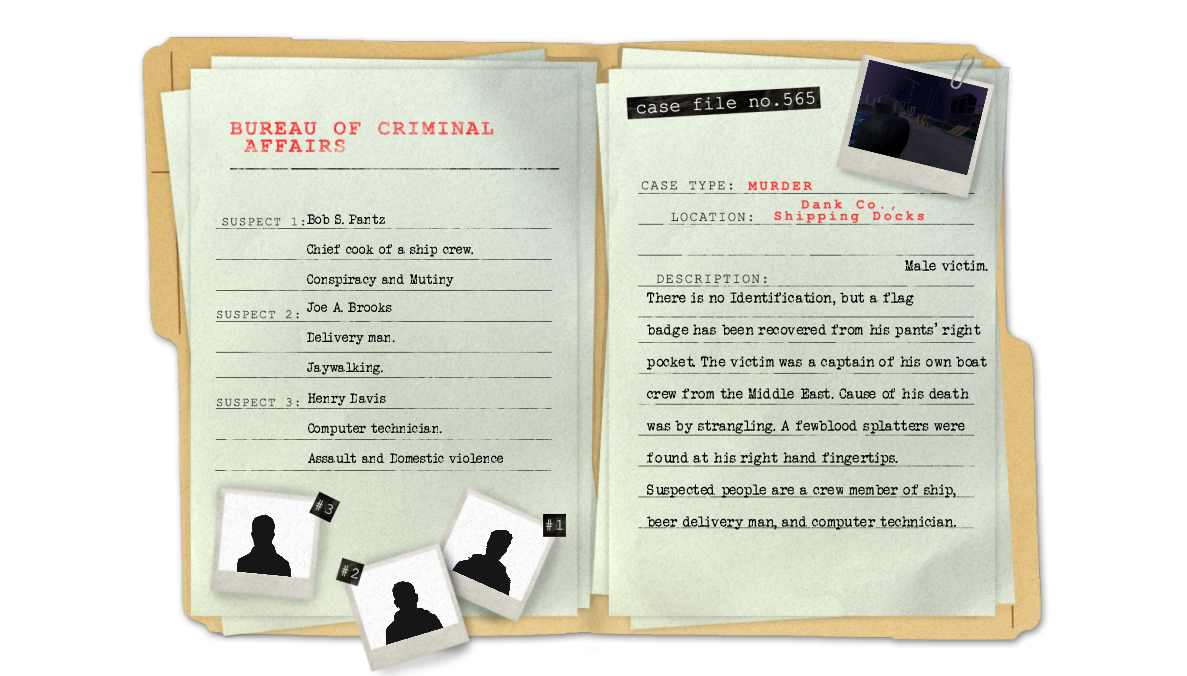 BUREAU OF CRIMINAL
AFFAIRS
SUSPECT 1: Bob S. Pantz
Chief cook of a ship crew.
Conspiracy and Mutiny
SUSPECT 2: Joe A. Brooks
Delivery man.
Jaywalking.
SUSPECT 3: Henry Davis
Computer technician.
Assault and Domestic violence
#3
#2
#1
case file no.565
CASE TYPE: MURDER
LOCATION: Dank Co.,
Shipping Docks
DESCRIPTION: Male victim.
There is no Identification, but a flag
badge has been recovered from his pants' right
pocket. The victim was a captain of his own boat
crew from the Middle East. Cause of his death
was by strangling. A fewblood splatters were
found at his right hand fingertips.
Suspected people are a crew member of ship,
beer delivery man, and computer technician.